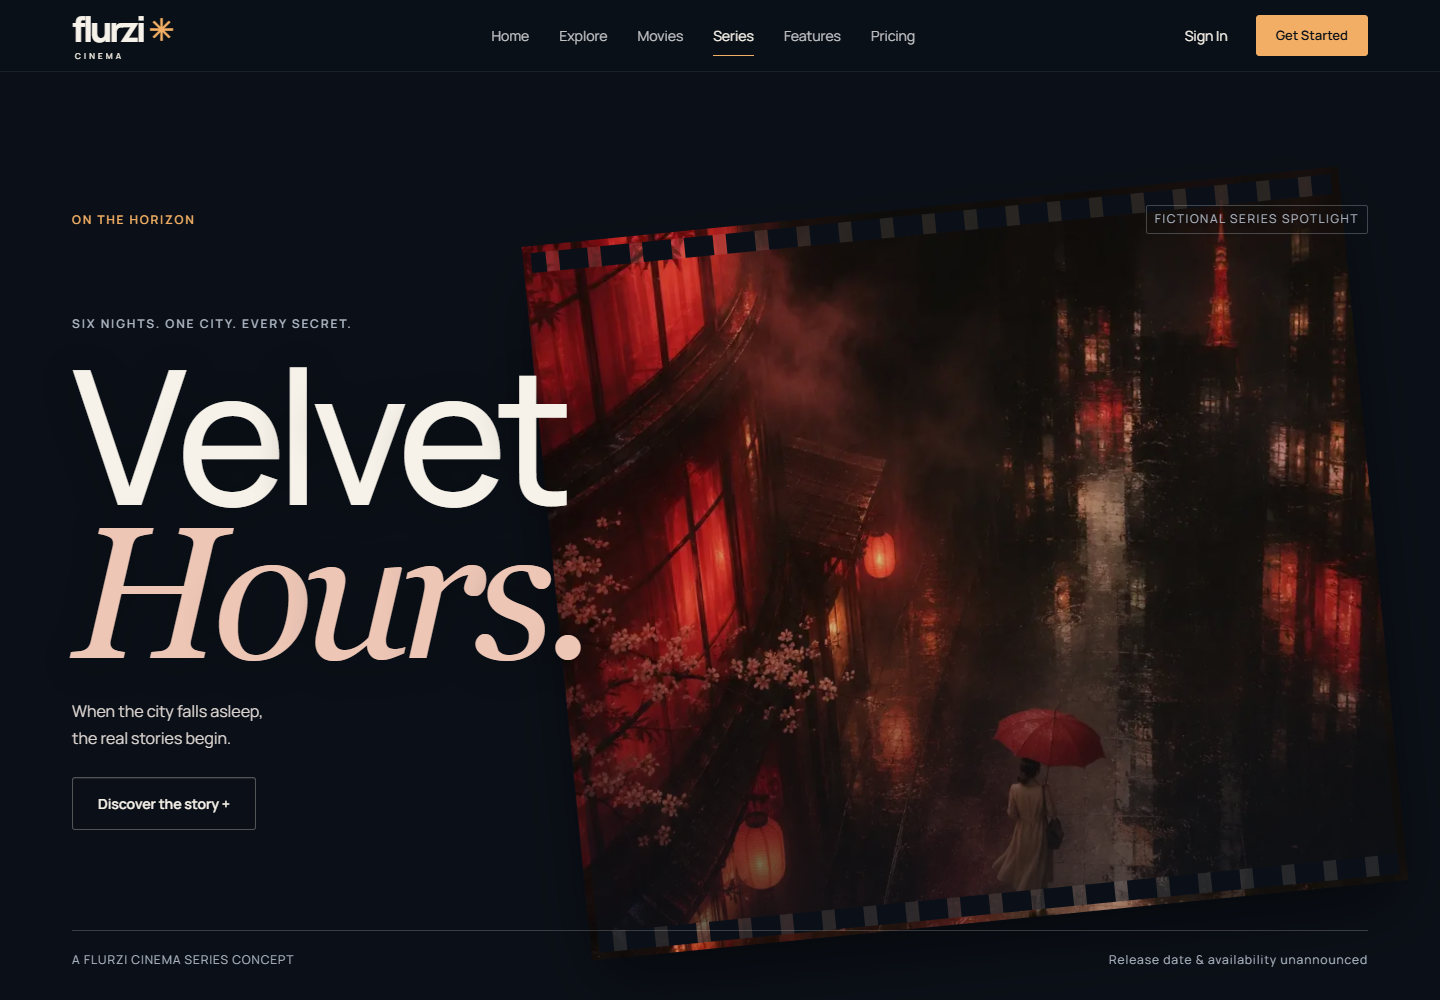 flurzi
CINEMA
Home Explore Movies Series Features Pricing
Sign In Get Started
ON THE HORIZON
FICTIONAL SERIES SPOTLIGHT
SIX NIGHTS. ONE CITY. EVERY SECRET.
Velvet
Hours.
When the city falls asleep,
the real stories begin.
Discover the story +
A FLURZI CINEMA SERIES CONCEPT
Release date & availability unannounced